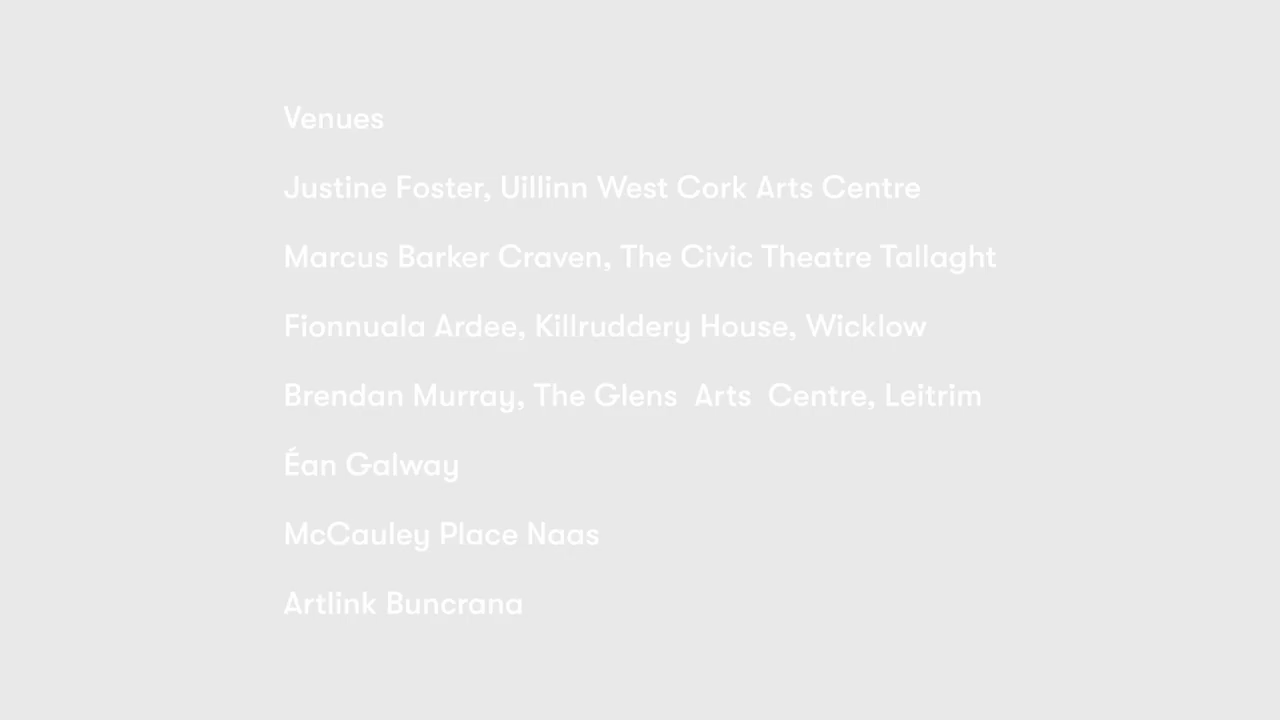 Venues
Justine Foster, Uillinn West Cork Arts Centre
Marcus Barker Craven, The Civic Theatre Tallaght
Fionnuala Ardee, Killruddery House, Wicklow
Brendan Murray, The Glens  Arts  Centre, Leitrim
Éan Galway
McCauley Place Naas
Artlink Buncrana